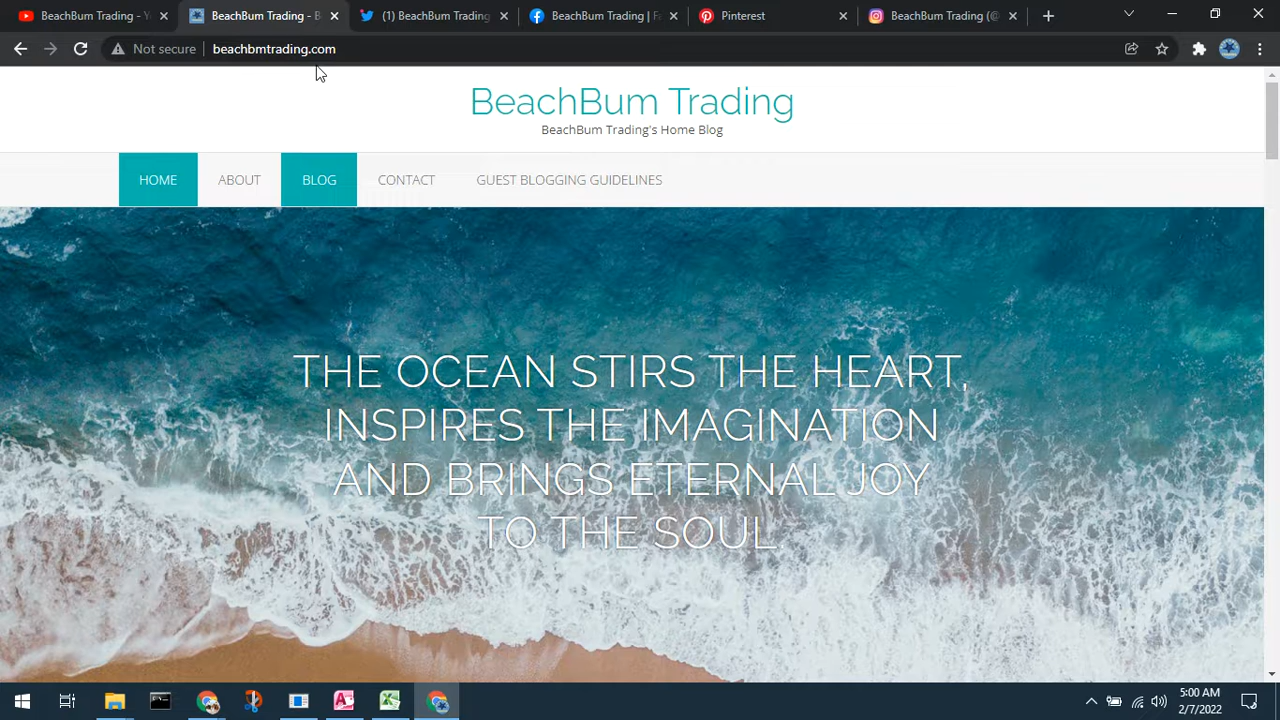 BeachBum Trading - Y
BeachBum Trading - B
(1) BeachBum Trading
BeachBum Trading | Fa
Pinterest
BeachBum Trading (@
Not secure
beachbmtrading.com
BeachBum Trading
BeachBum Trading's Home Blog
HOME
ABOUT
BLOG
CONTACT
GUEST BLOGGING GUIDELINES
THE OCEAN STIRS THE HEART,
INSPIRES THE IMAGINATION
AND BRINGS ETERNAL JOY
TO THE SOUL
5:00 AM
2/7/2022